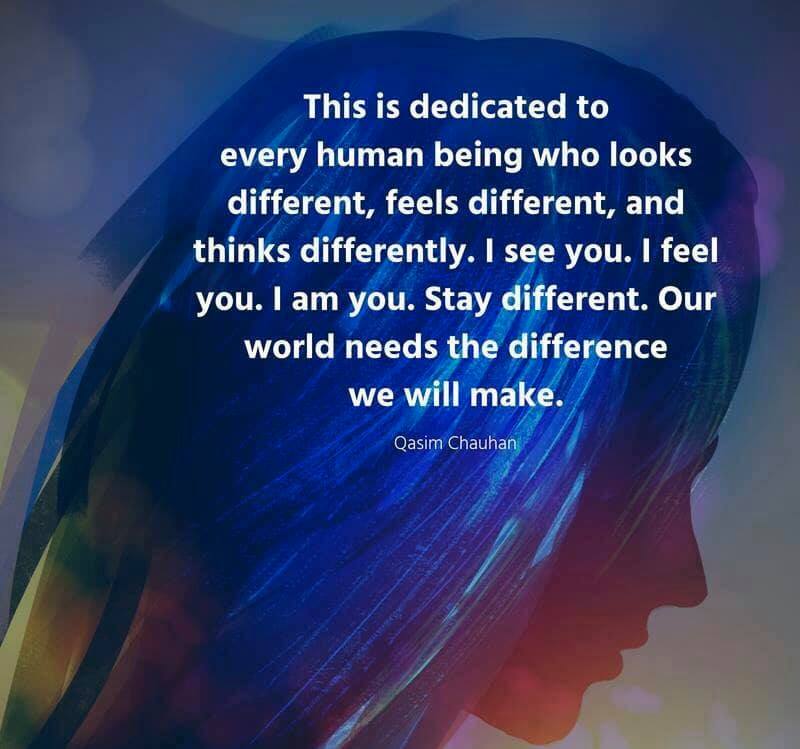 This is dedicated to
every human being who looks
different, feels different, and
thinks differently. I see you. I feel
you. I am you. Stay different. Our
world needs the difference
we will make.
Qasim Chauhan